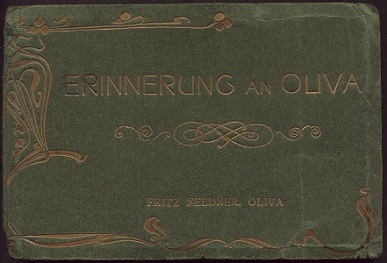 ERINNERUNG AN OLIVA
FRITZ FELDNER, OLIVA